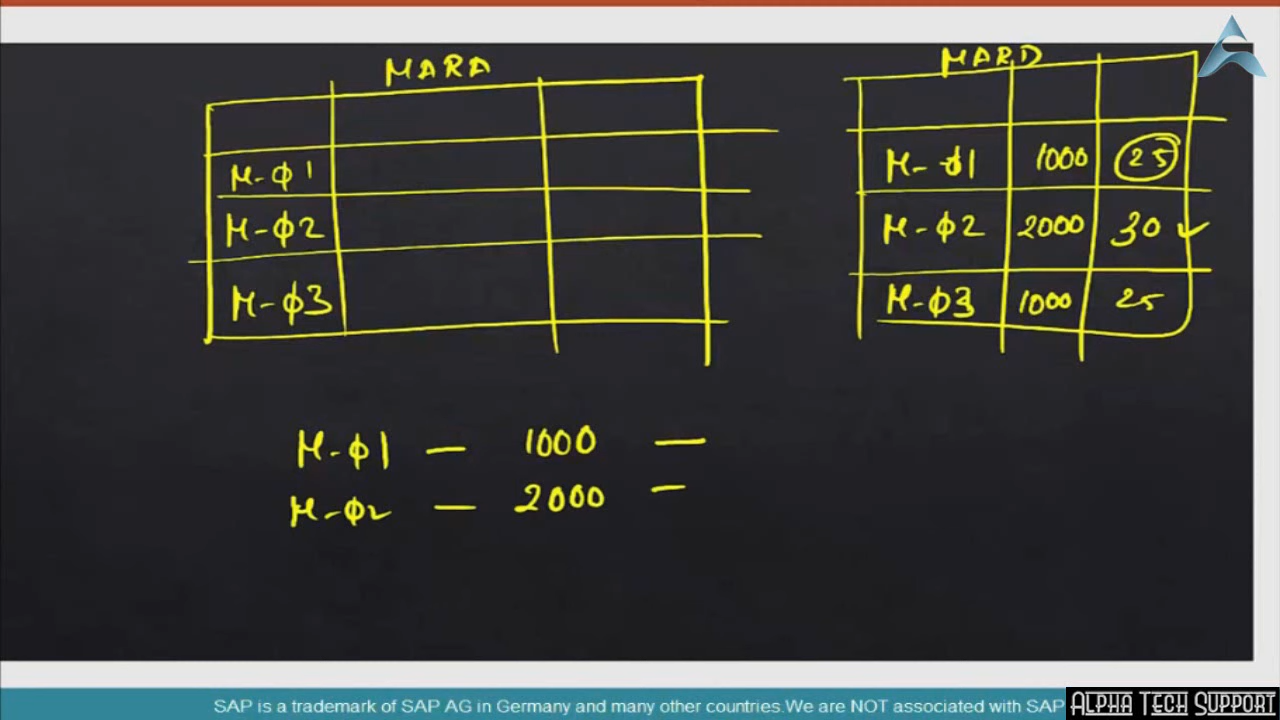 MARA
MARD
M-ϕ1
M-ϕ2
M-ϕ3
M-ϕ1 1000 25
M-ϕ2 2000 30
M-ϕ3 1000 25
M-ϕ1 — 1000 —
M-ϕ2 — 2000 —
SAP is a trademark of SAP AG in Germany and many other countries.We are NOT associated with SAP
ALPHA TECH SUPPORT